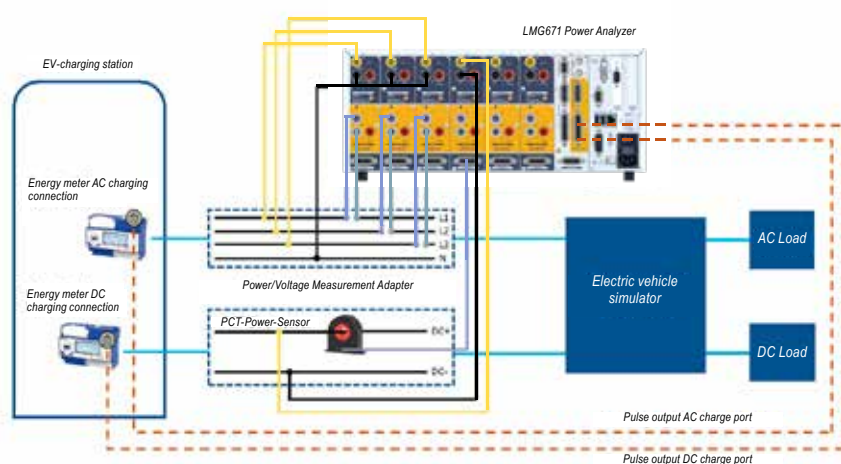 LMG671 Power Analyzer
EV-charging station
Energy meter AC charging
connection
L1
L2
L3
N
AC Load
Electric vehicle
simulator
Power/Voltage Measurement Adapter
Energy meter DC
charging connection
PCT-Power-Sensor
DC+
DC-
DC Load
Pulse output AC charge port
Pulse output DC charge port